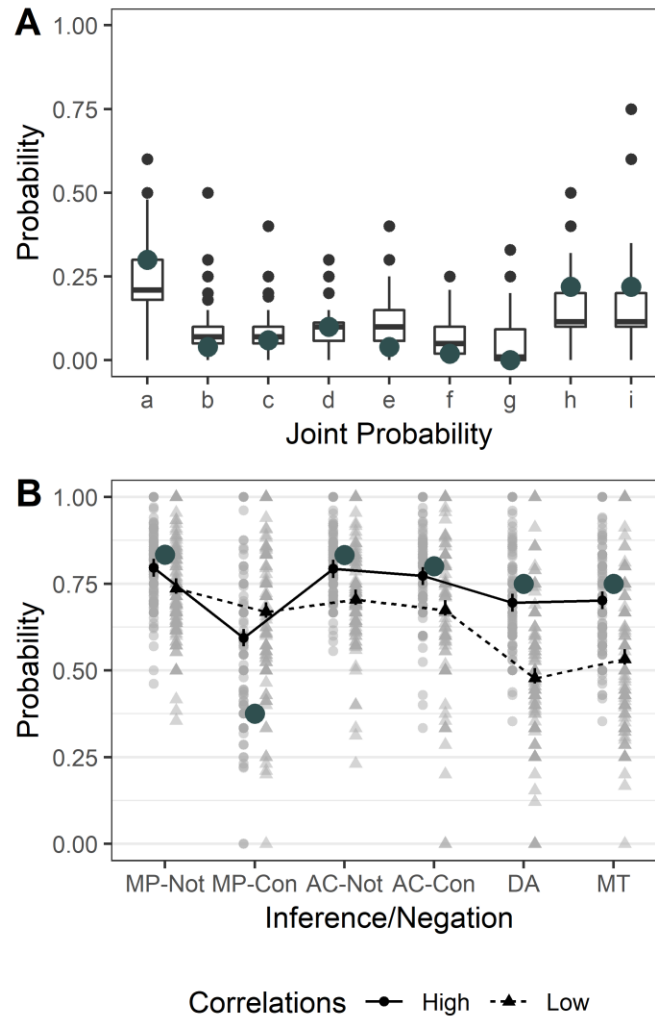 A
1.00
0.75
0.50
0.25
0.00
Probability
a b c d e f g h i
Joint Probability
B
1.00
0.75
0.50
0.25
0.00
Probability
MP-Not MP-Con AC-Not AC-Con DA MT
Inference/Negation
Correlations High Low